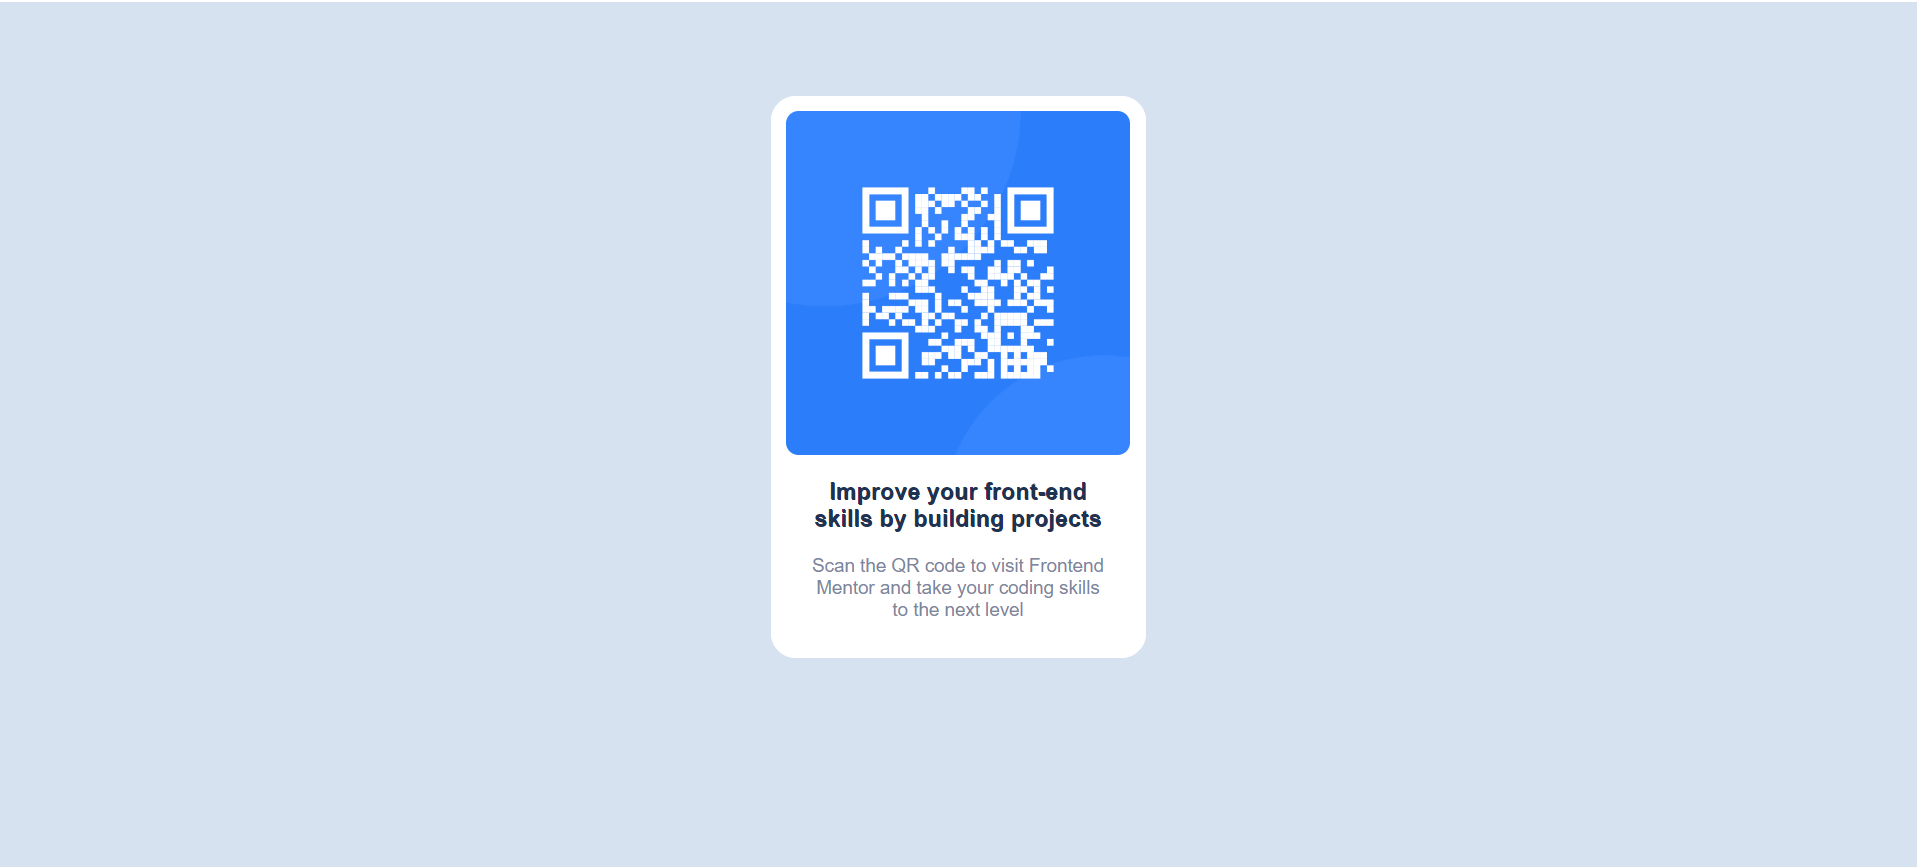 Improve your front-end
skills by building projects
Scan the QR code to visit Frontend
Mentor and take your coding skills
to the next level